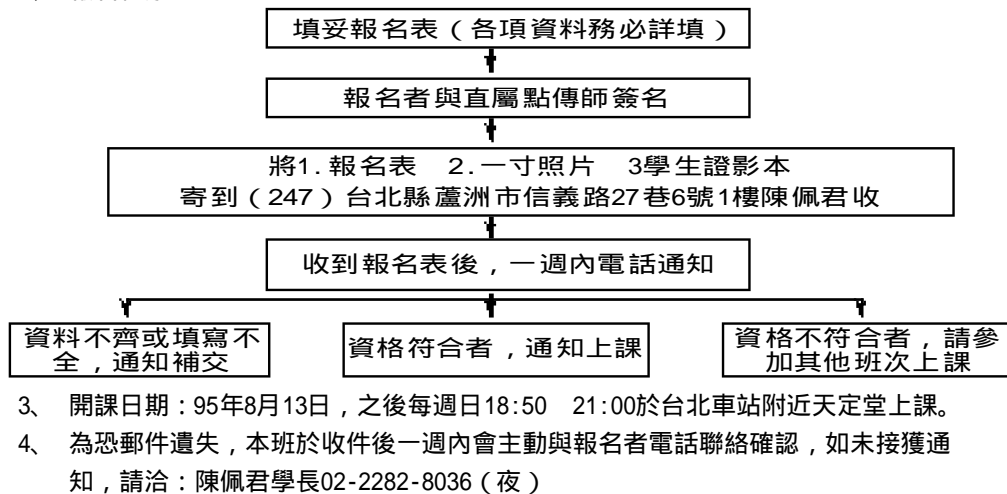 填妥報名表（各項資料務必詳填）
報名者與直屬點傳師簽名
將1.報名表 2.一寸照片 3學生證影本
寄到（247）台北縣蘆洲市信義路27巷6號1樓陳佩君收
收到報名表後，一週內電話通知
資料不齊或填寫不
全，通知補交
資格符合者，通知上課
資格不符合者，請參
加其他班次上課
3、 開課日期：95年8月13日，之後每週日18:50 21:00於台北車站附近天定堂上課。
4、 為恐郵件遺失，本班於收件後一週內會主動與報名者電話聯絡確認，如未接獲通
知，請洽：陳佩君學長02-2282-8036（夜）